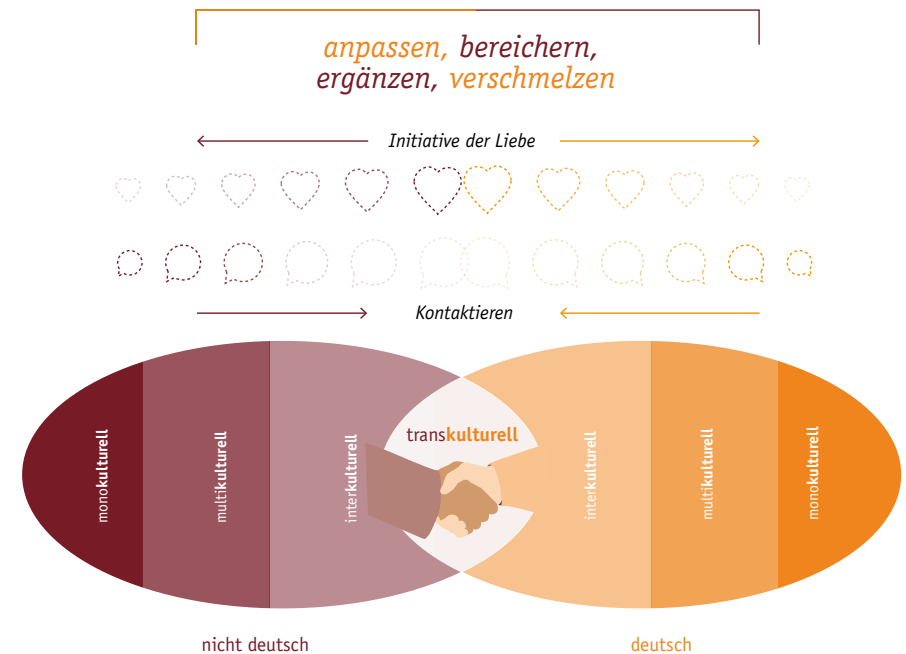 anpassen, bereichern,
ergänzen, verschmelzen
Initiative der Liebe
Kontaktieren
monokulturell
multikulturell
interkulturell
transkulturell
interkulturell
multikulturell
monokulturell
nicht deutsch
deutsch